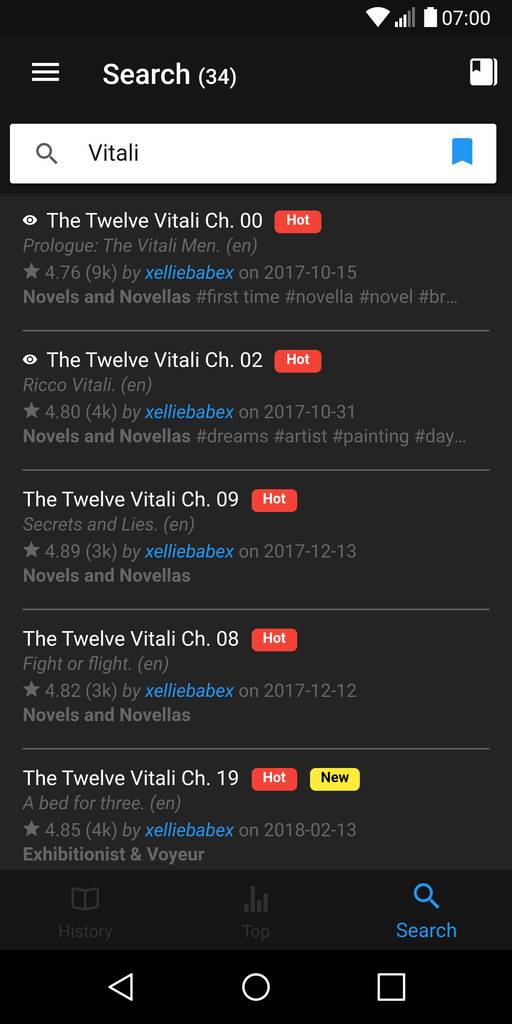 07:00
Search (34)
Vitali
The Twelve Vitali Ch. 00 Hot
Prologue: The Vitali Men. (en)
4.76 (9k) by xelliebabex on 2017-10-15
Novels and Novellas #first time #novella #novel #br...
The Twelve Vitali Ch. 02 Hot
Ricco Vitali. (en)
4.80 (4k) by xelliebabex on 2017-10-31
Novels and Novellas #dreams #artist #painting #day...
The Twelve Vitali Ch. 09 Hot
Secrets and Lies. (en)
4.89 (3k) by xelliebabex on 2017-12-13
Novels and Novellas
The Twelve Vitali Ch. 08 Hot
Fight or flight. (en)
4.82 (3k) by xelliebabex on 2017-12-12
Novels and Novellas
The Twelve Vitali Ch. 19 Hot New
A bed for three. (en)
4.85 (4k) by xelliebabex on 2018-02-13
Exhibitionist & Voyeur
History Top Search